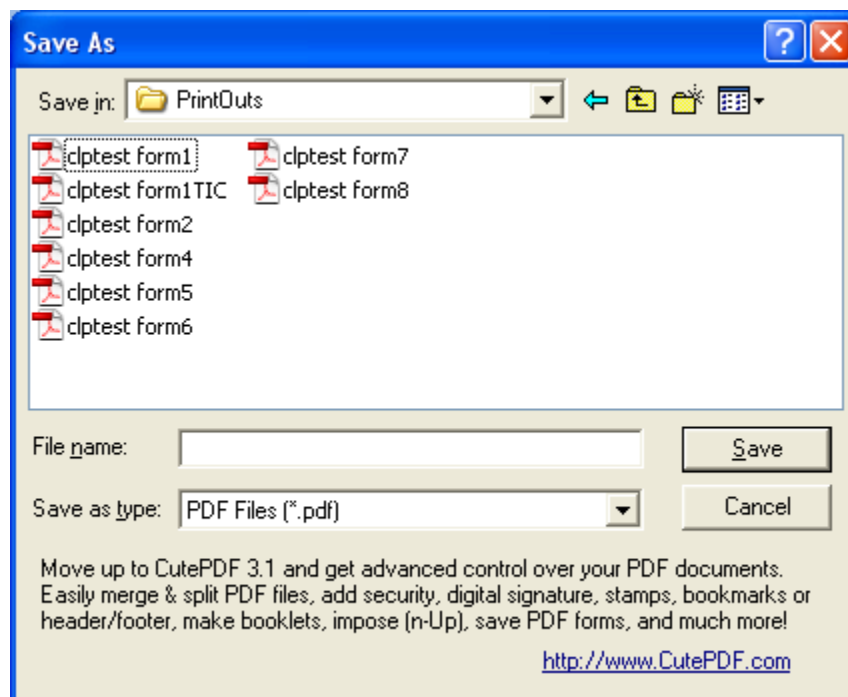 Save As
Save in: PrintOuts
clptest form1
clptest form1TIC
clptest form2
clptest form4
clptest form5
clptest form6
clptest form7
clptest form8
File name:
Save
Save as type: PDF Files (*.pdf)
Cancel
Move up to CutePDF 3.1 and get advanced control over your PDF documents.
Easily merge & split PDF files, add security, digital signature, stamps, bookmarks or
header/footer, make booklets, impose (n-Up), save PDF forms, and much more!
http://www.CutePDF.com